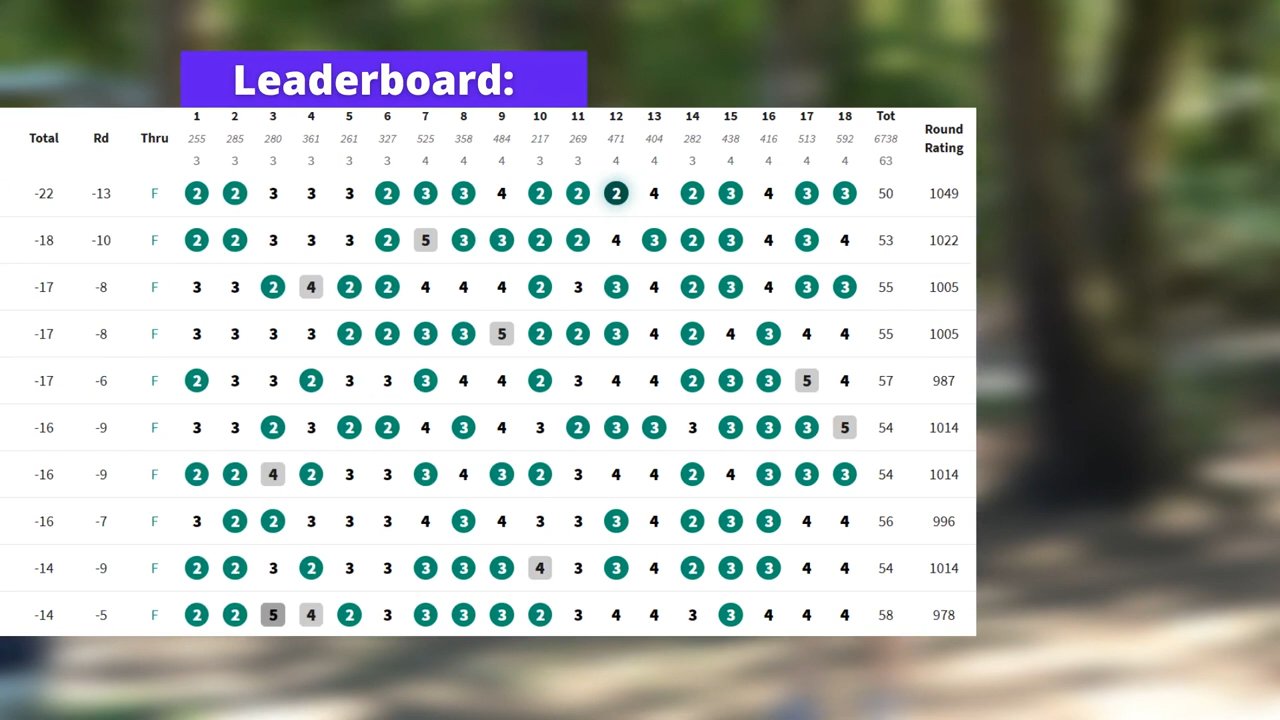 Leaderboard:
1 2 3 4 5 6 7 8 9 10 11 12 13 14 15 16 17 18 Tot
Total Rd Thru 255 285 280 361 261 327 525 358 484 217 269 471 404 282 438 416 513 592 6738 Round Rating
3 3 3 3 3 3 4 4 4 3 3 4 4 3 4 4 4 4 63
-22 -13 F 2 2 3 3 3 2 3 3 4 2 2 2 4 2 3 4 3 3 50 1049
-18 -10 F 2 2 3 3 3 2 5 3 3 2 2 4 3 2 3 4 3 4 53 1022
-17 -8 F 3 3 2 4 2 2 4 4 4 2 3 3 4 2 3 4 3 3 55 1005
-17 -8 F 3 3 3 3 2 2 3 3 5 2 2 3 4 2 4 3 4 4 55 1005
-17 -6 F 2 3 3 2 3 3 3 4 4 2 3 4 4 2 3 3 5 4 57 987
-16 -9 F 3 3 2 3 2 2 4 3 4 3 2 3 3 3 3 3 3 5 54 1014
-16 -9 F 2 2 4 2 3 3 3 4 3 2 3 4 4 2 4 3 3 3 54 1014
-16 -7 F 3 2 2 3 3 3 4 3 4 3 3 3 4 2 3 3 4 4 56 996
-14 -9 F 2 2 3 2 3 3 3 3 3 4 3 3 4 2 3 3 4 4 54 1014
-14 -5 F 2 2 5 4 2 3 3 3 3 2 3 4 4 3 3 4 4 4 58 978